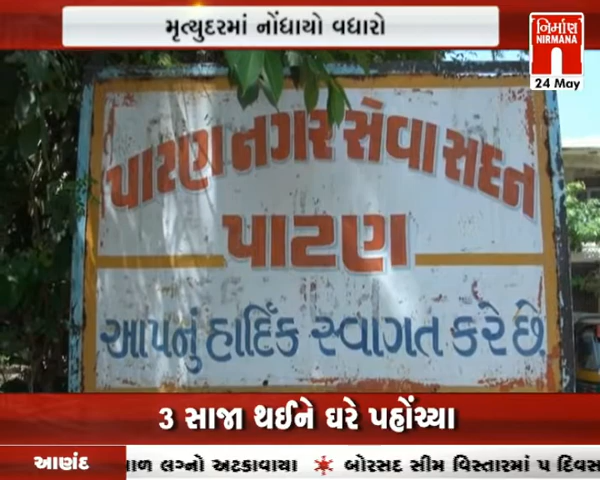 મૃત્યુદરમાં નોંધાયો વધારો
નિર્માણ
NIRMANA
24 May
પાટણ નગર સેવા સદન
પાટણ
આપનું હાર્દિક સ્વાગત કરે છે.
3 સાજા થઈને ઘરે પહોંચ્યા
આણંદ
લગ્નો અટકાવાયા
બોરસદ સીમ વિસ્તારમાં ૫ દિવસ